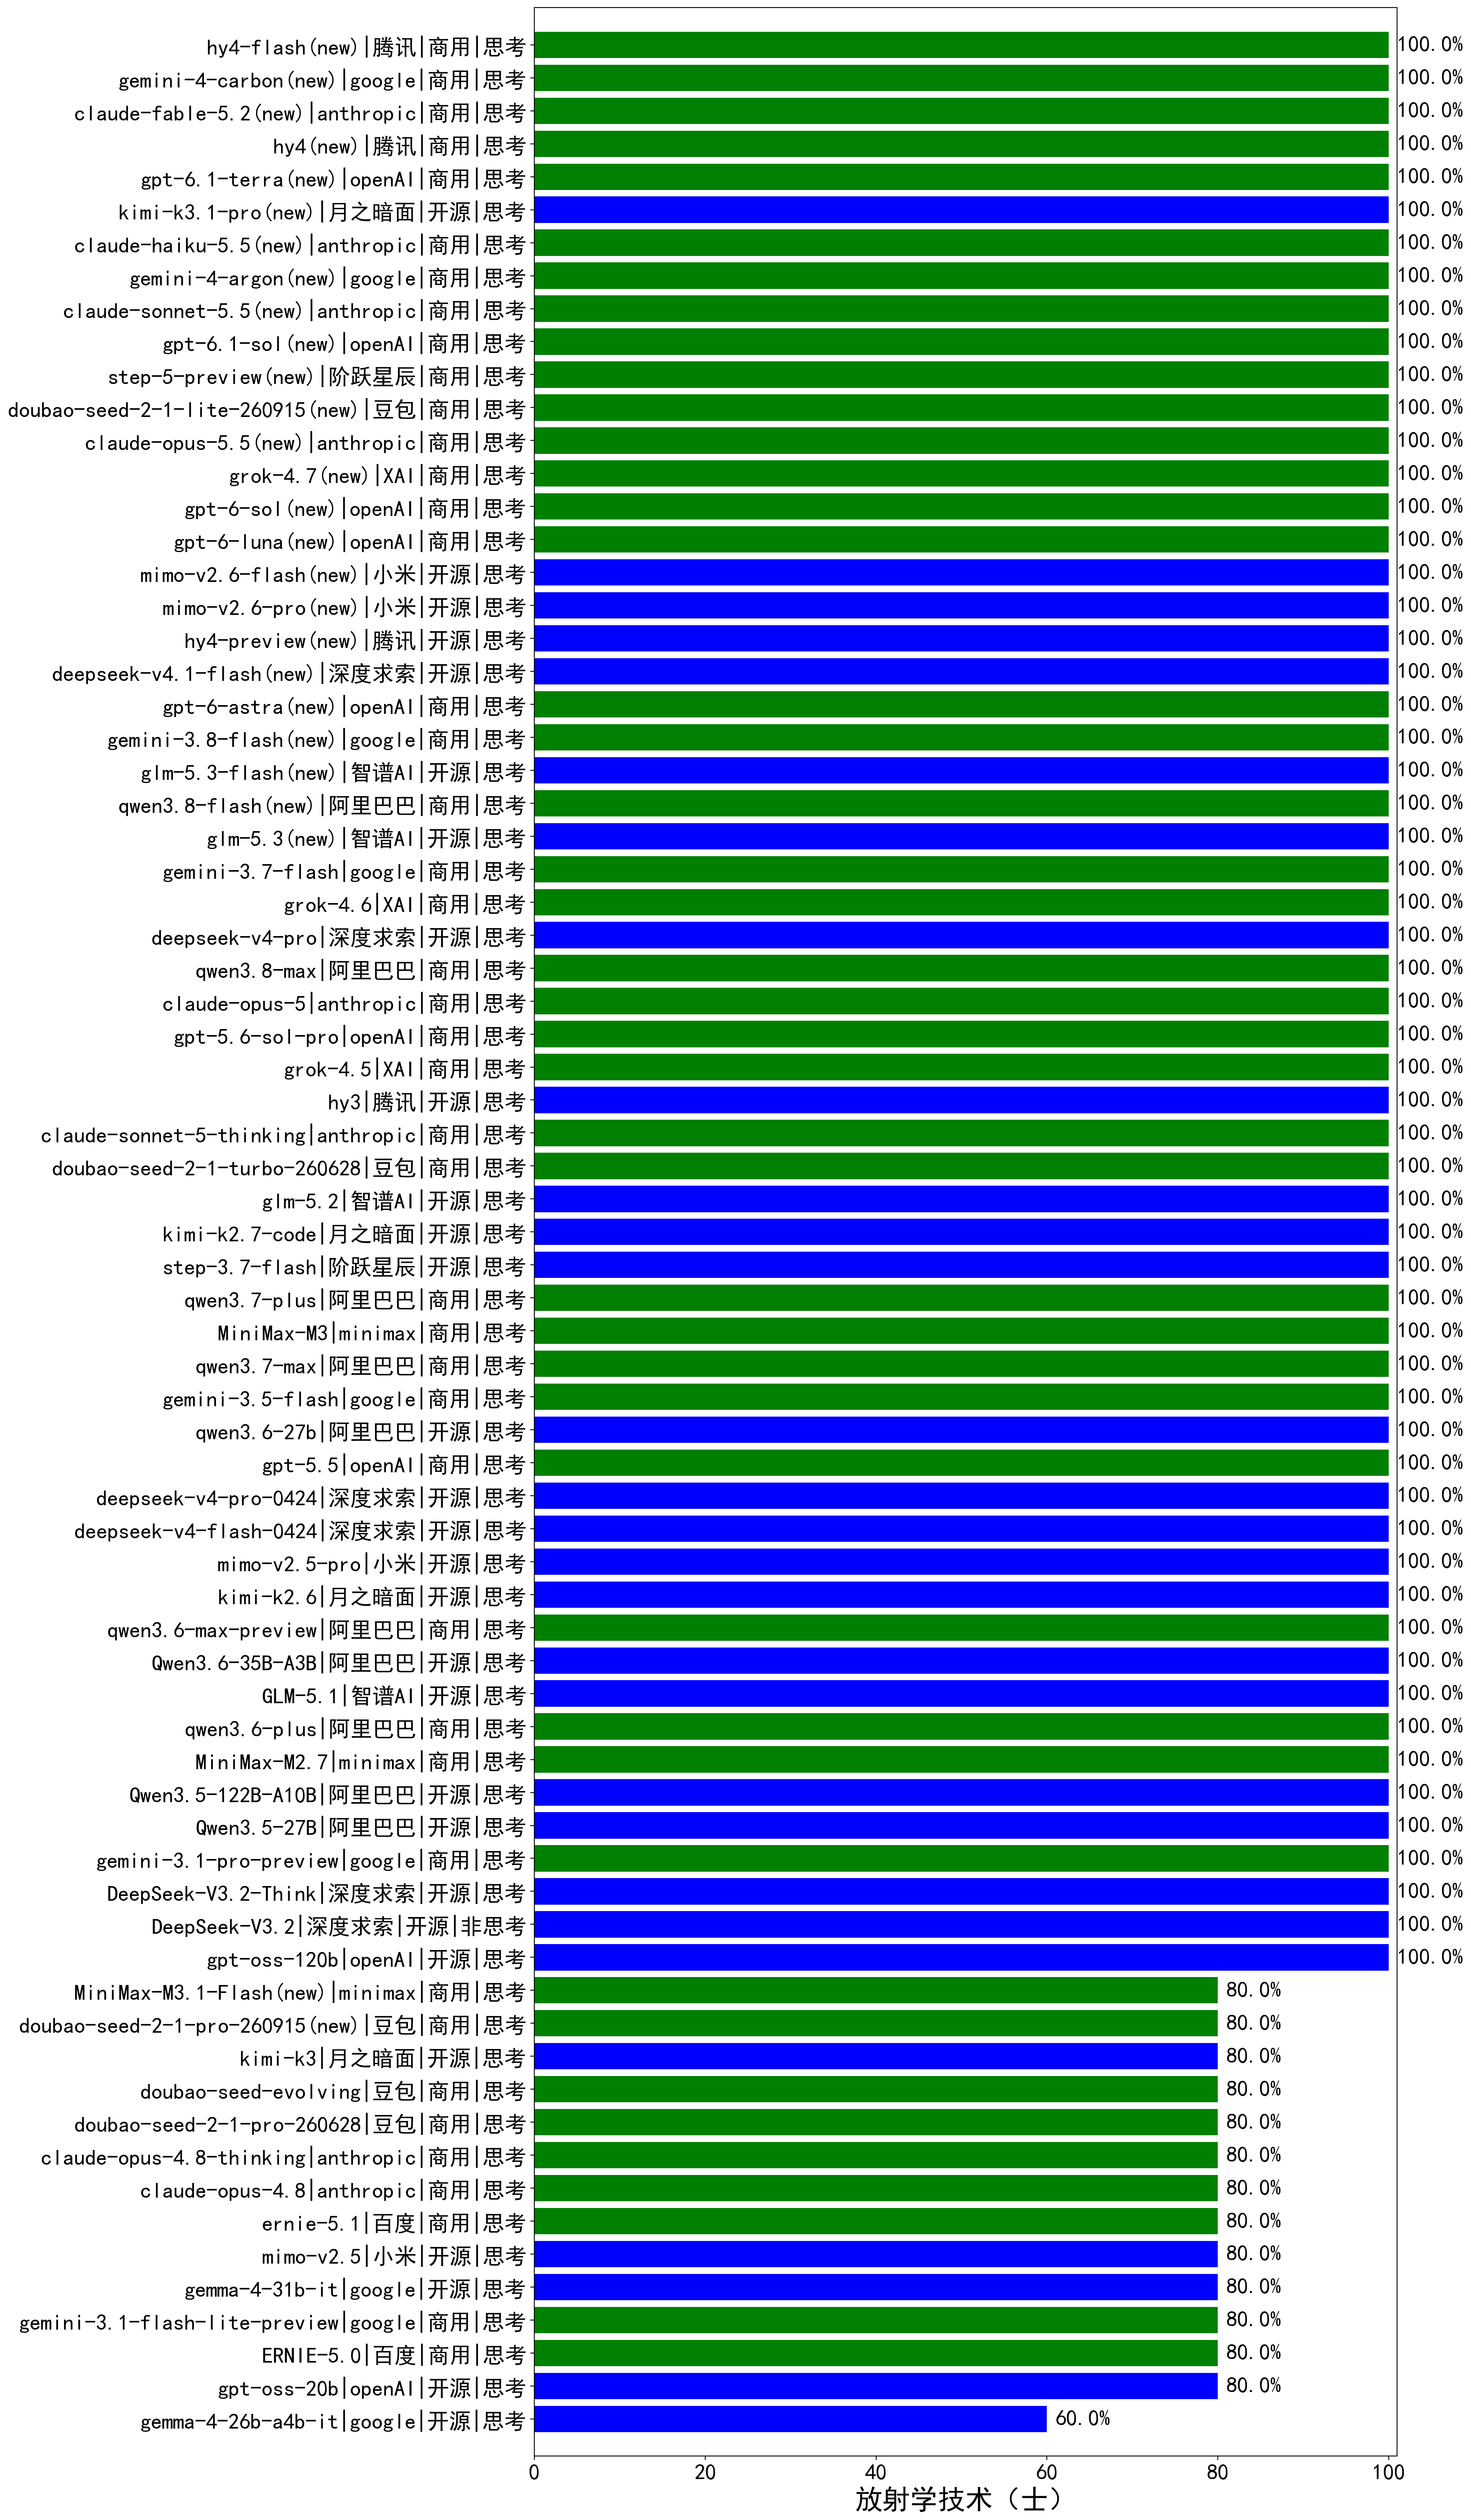 hy4-flash(new)|腾讯|商用|思考 100.0%
gemini-4-carbon(new)|google|商用|思考 100.0%
claude-fable-5.2(new)|anthropic|商用|思考 100.0%
hy4(new)|腾讯|商用|思考 100.0%
gpt-6.1-terra(new)|openAI|商用|思考 100.0%
kimi-k3.1-pro(new)|月之暗面|开源|思考 100.0%
claude-haiku-5.5(new)|anthropic|商用|思考 100.0%
gemini-4-argon(new)|google|商用|思考 100.0%
claude-sonnet-5.5(new)|anthropic|商用|思考 100.0%
gpt-6.1-sol(new)|openAI|商用|思考 100.0%
step-5-preview(new)|阶跃星辰|商用|思考 100.0%
doubao-seed-2-1-lite-260915(new)|豆包|商用|思考 100.0%
claude-opus-5.5(new)|anthropic|商用|思考 100.0%
grok-4.7(new)|XAI|商用|思考 100.0%
gpt-6-sol(new)|openAI|商用|思考 100.0%
gpt-6-luna(new)|openAI|商用|思考 100.0%
mimo-v2.6-flash(new)|小米|开源|思考 100.0%
mimo-v2.6-pro(new)|小米|开源|思考 100.0%
hy4-preview(new)|腾讯|开源|思考 100.0%
deepseek-v4.1-flash(new)|深度求索|开源|思考 100.0%
gpt-6-astra(new)|openAI|商用|思考 100.0%
gemini-3.8-flash(new)|google|商用|思考 100.0%
glm-5.3-flash(new)|智谱AI|开源|思考 100.0%
qwen3.8-flash(new)|阿里巴巴|商用|思考 100.0%
glm-5.3(new)|智谱AI|开源|思考 100.0%
gemini-3.7-flash|google|商用|思考 100.0%
grok-4.6|XAI|商用|思考 100.0%
deepseek-v4-pro|深度求索|开源|思考 100.0%
qwen3.8-max|阿里巴巴|商用|思考 100.0%
claude-opus-5|anthropic|商用|思考 100.0%
gpt-5.6-sol-pro|openAI|商用|思考 100.0%
grok-4.5|XAI|商用|思考 100.0%
hy3|腾讯|开源|思考 100.0%
claude-sonnet-5-thinking|anthropic|商用|思考 100.0%
doubao-seed-2-1-turbo-260628|豆包|商用|思考 100.0%
glm-5.2|智谱AI|开源|思考 100.0%
kimi-k2.7-code|月之暗面|开源|思考 100.0%
step-3.7-flash|阶跃星辰|开源|思考 100.0%
qwen3.7-plus|阿里巴巴|商用|思考 100.0%
MiniMax-M3|minimax|商用|思考 100.0%
qwen3.7-max|阿里巴巴|商用|思考 100.0%
gemini-3.5-flash|google|商用|思考 100.0%
qwen3.6-27b|阿里巴巴|开源|思考 100.0%
gpt-5.5|openAI|商用|思考 100.0%
deepseek-v4-pro-0424|深度求索|开源|思考 100.0%
deepseek-v4-flash-0424|深度求索|开源|思考 100.0%
mimo-v2.5-pro|小米|开源|思考 100.0%
kimi-k2.6|月之暗面|开源|思考 100.0%
qwen3.6-max-preview|阿里巴巴|商用|思考 100.0%
Qwen3.6-35B-A3B|阿里巴巴|开源|思考 100.0%
GLM-5.1|智谱AI|开源|思考 100.0%
qwen3.6-plus|阿里巴巴|商用|思考 100.0%
MiniMax-M2.7|minimax|商用|思考 100.0%
Qwen3.5-122B-A10B|阿里巴巴|开源|思考 100.0%
Qwen3.5-27B|阿里巴巴|开源|思考 100.0%
gemini-3.1-pro-preview|google|商用|思考 100.0%
DeepSeek-V3.2-Think|深度求索|开源|思考 100.0%
DeepSeek-V3.2|深度求索|开源|非思考 100.0%
gpt-oss-120b|openAI|开源|思考 100.0%
MiniMax-M3.1-Flash(new)|minimax|商用|思考 80.0%
doubao-seed-2-1-pro-260915(new)|豆包|商用|思考 80.0%
kimi-k3|月之暗面|开源|思考 80.0%
doubao-seed-evolving|豆包|商用|思考 80.0%
doubao-seed-2-1-pro-260628|豆包|商用|思考 80.0%
claude-opus-4.8-thinking|anthropic|商用|思考 80.0%
claude-opus-4.8|anthropic|商用|思考 80.0%
ernie-5.1|百度|商用|思考 80.0%
mimo-v2.5|小米|开源|思考 80.0%
gemma-4-31b-it|google|开源|思考 80.0%
gemini-3.1-flash-lite-preview|google|商用|思考 80.0%
ERNIE-5.0|百度|商用|思考 80.0%
gpt-oss-20b|openAI|开源|思考 80.0%
gemma-4-26b-a4b-it|google|开源|思考 60.0%
0 20 40 60 80 100
放射学技术（士）